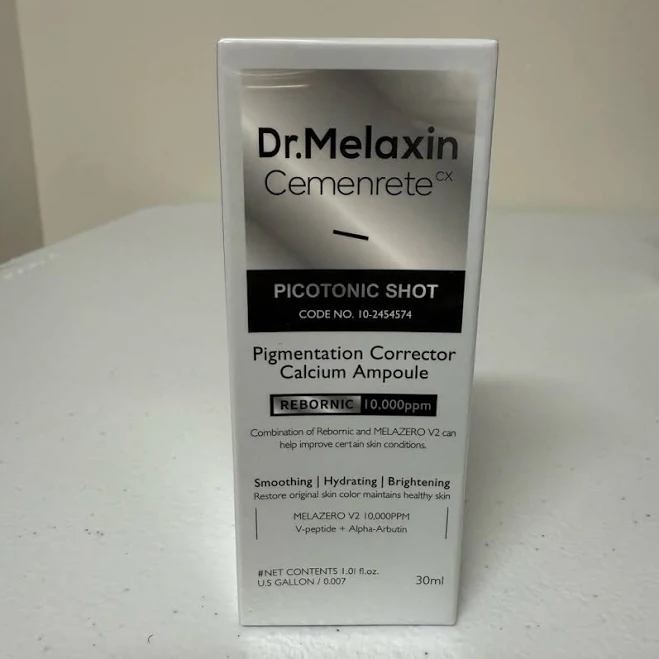 Dr.Melaxin
Cemenrete CX
PICOTONIC SHOT
CODE NO. 10-2454574
Pigmentation Corrector
Calcium Ampoule
REBORNIC 10,000ppm
Combination of Rebornic and MELAZERO V2 can
help improve certain skin conditions.
Smoothing | Hydrating | Brightening
Restore original skin color maintains healthy skin
MELAZERO V2 10,000PPM
V-peptide + Alpha-Arbutin
#NET CONTENTS 1.01 fl.oz.
U.S GALLON / 0.007
30ml